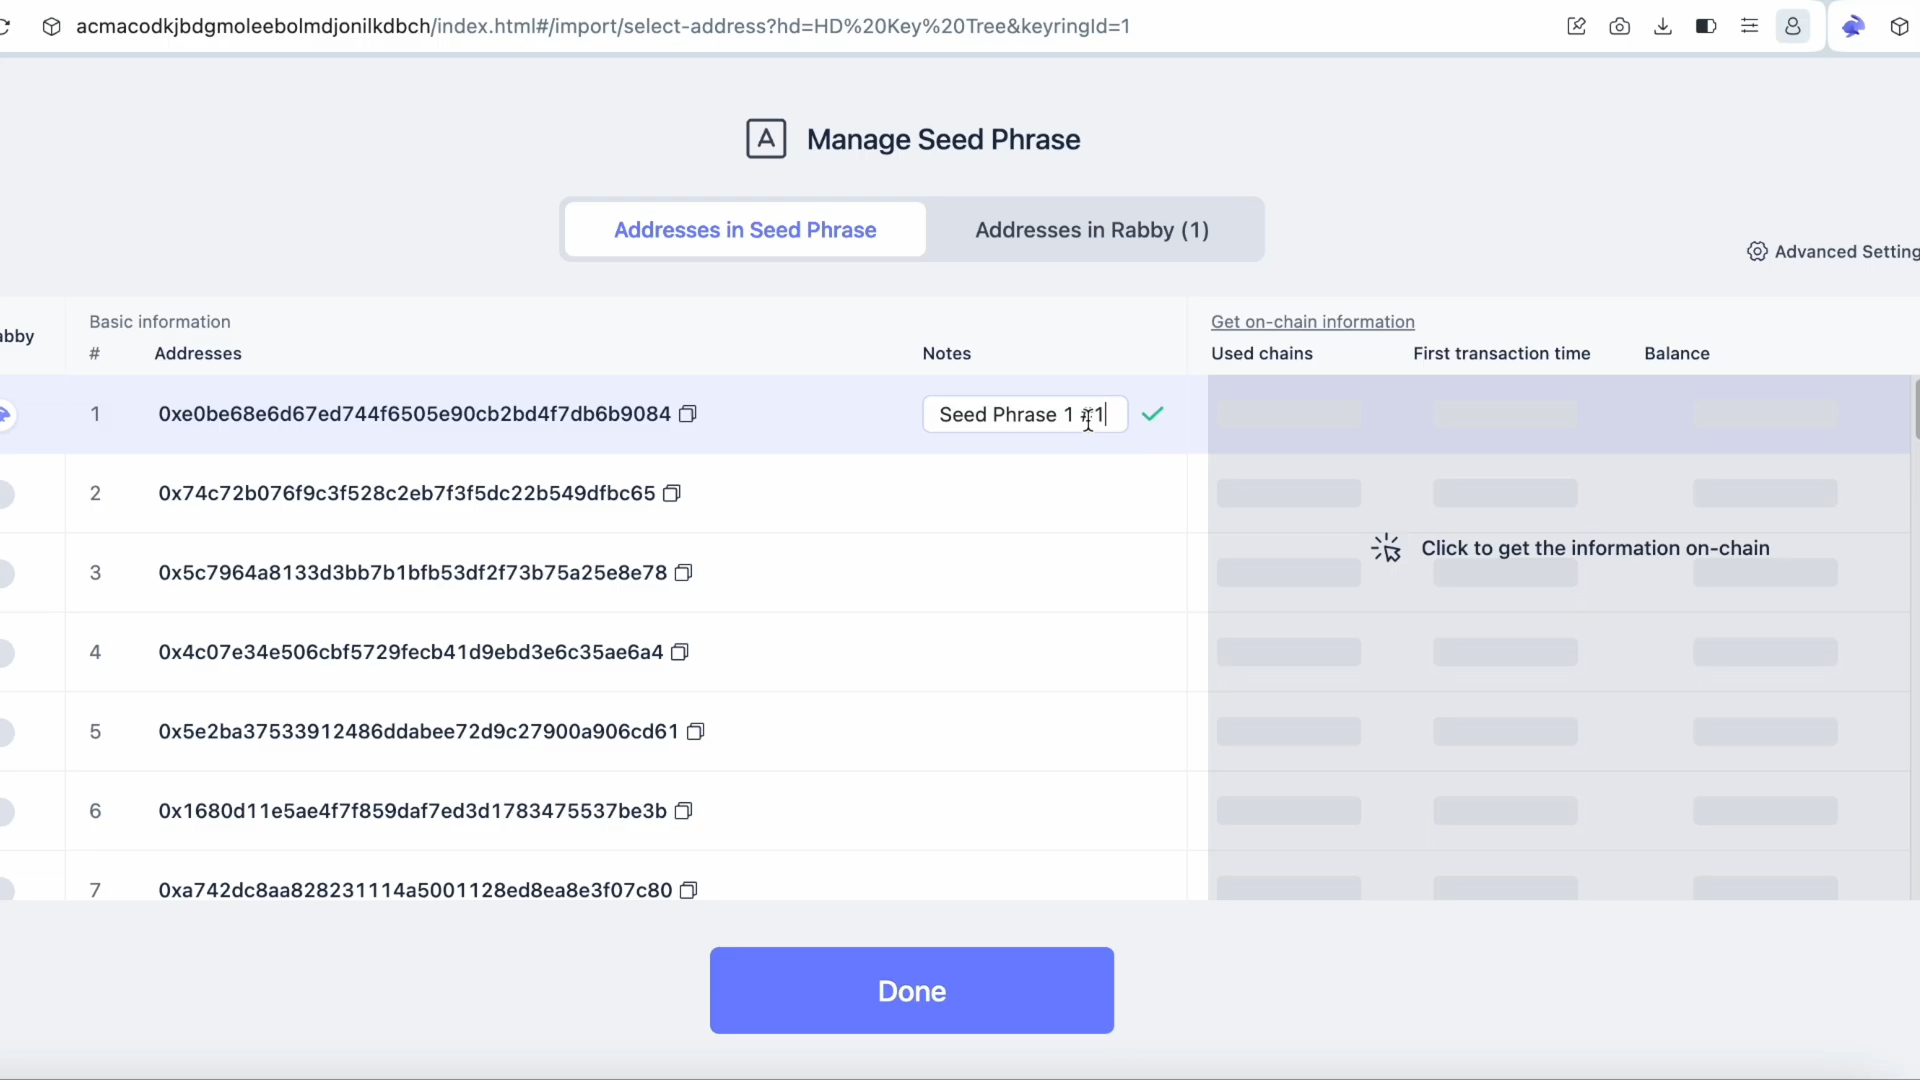 acmacodkjbdgmoleebolmdjonilkdbch/index.html#/import/select-address?hd=HD%20Key%20Tree&keyringId=1
A Manage Seed Phrase
Addresses in Seed Phrase Addresses in Rabby (1)
Advanced Setting
abby Basic information Get on-chain information
# Addresses Notes Used chains First transaction time Balance
1 0xe0be68e6d67ed744f6505e90cb2bd4f7db6b9084 Seed Phrase 1 #1
2 0x74c72b076f9c3f528c2eb7f3f5dc22b549dfbc65
Click to get the information on-chain
3 0x5c7964a8133d3bb7b1bfb53df2f73b75a25e8e78
4 0x4c07e34e506cbf5729fecb41d9ebd3e6c35ae6a4
5 0x5e2ba37533912486ddabee72d9c27900a906cd61
6 0x1680d11e5ae4f7f859daf7ed3d1783475537be3b
7 0xa742dc8aa828231114a5001128ed8ea8e3f07c80
Done